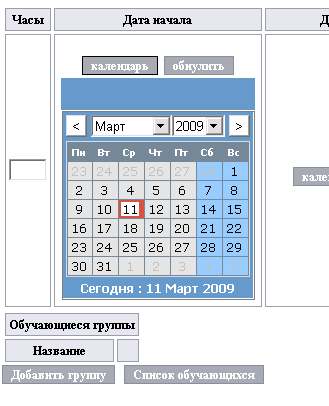 Часы Дата начала Д
календарь обнулить
< Март 2009 >
Пн Вт Ср Чт Пт Сб Вс
23 24 25 26 27 28 1
2 3 4 5 6 7 8
9 10 11 12 13 14 15
16 17 18 19 20 21 22
23 24 25 26 27 28 29
30 31 1 2 3 4 5
кале
Сегодня : 11 Март 2009
Обучающиеся группы
Название
Добавить группу Список обучающихся